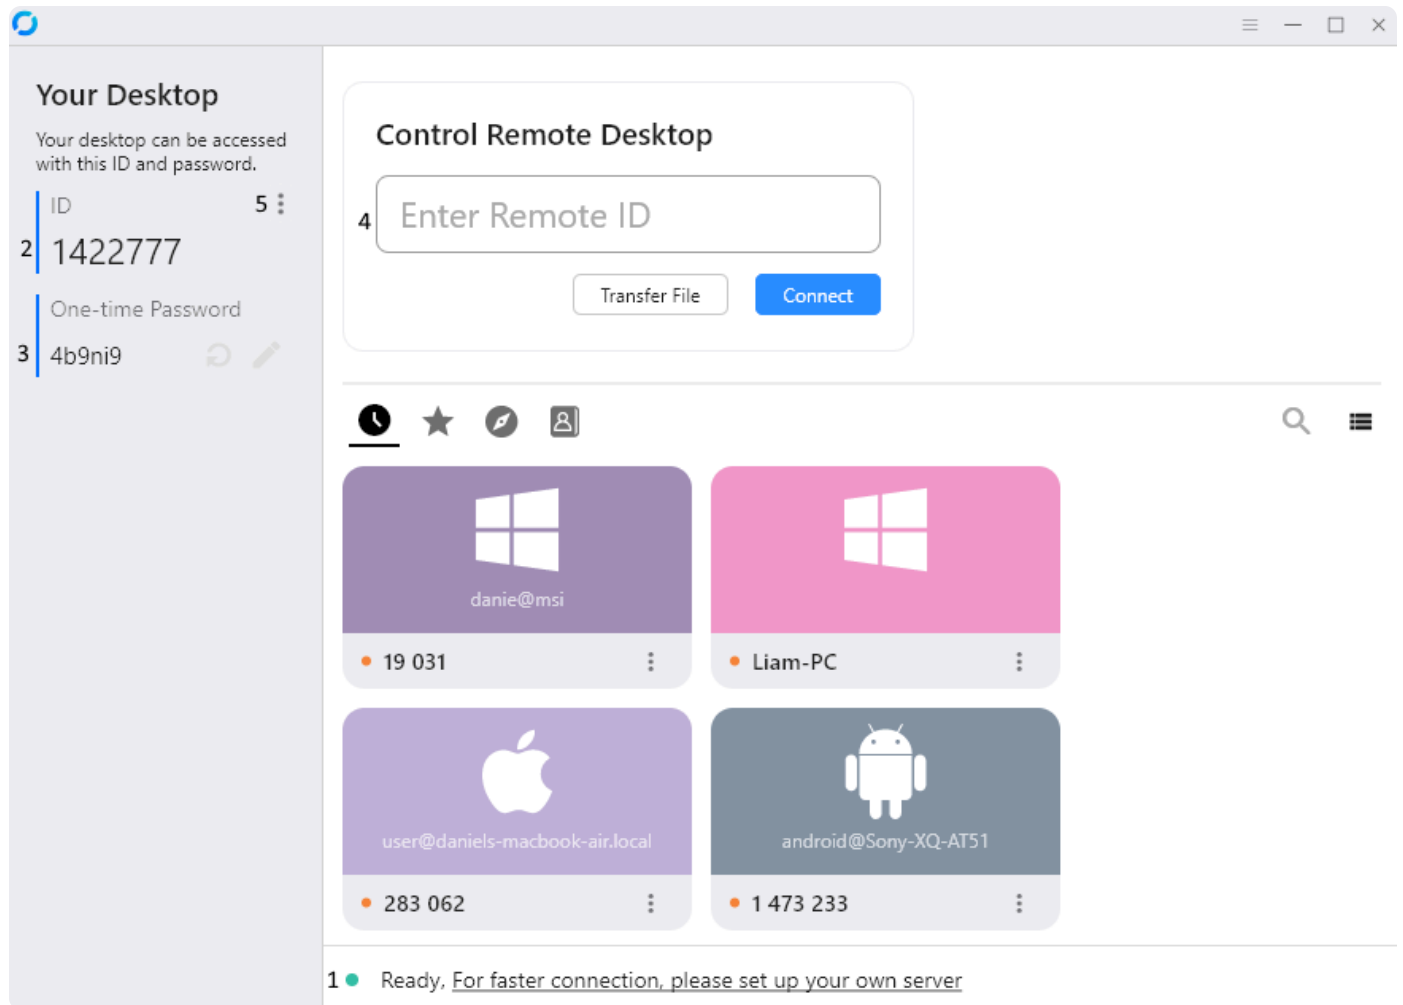 Your Desktop
Your desktop can be accessed
with this ID and password.
ID
5
2
1422777
One-time Password
3
4b9ni9
Control Remote Desktop
4
Enter Remote ID
Transfer File
Connect
danie@msi
19 031
Liam-PC
user@daniels-macbook-air.local
283 062
android@Sony-XQ-AT51
1 473 233
1
Ready, For faster connection, please set up your own server